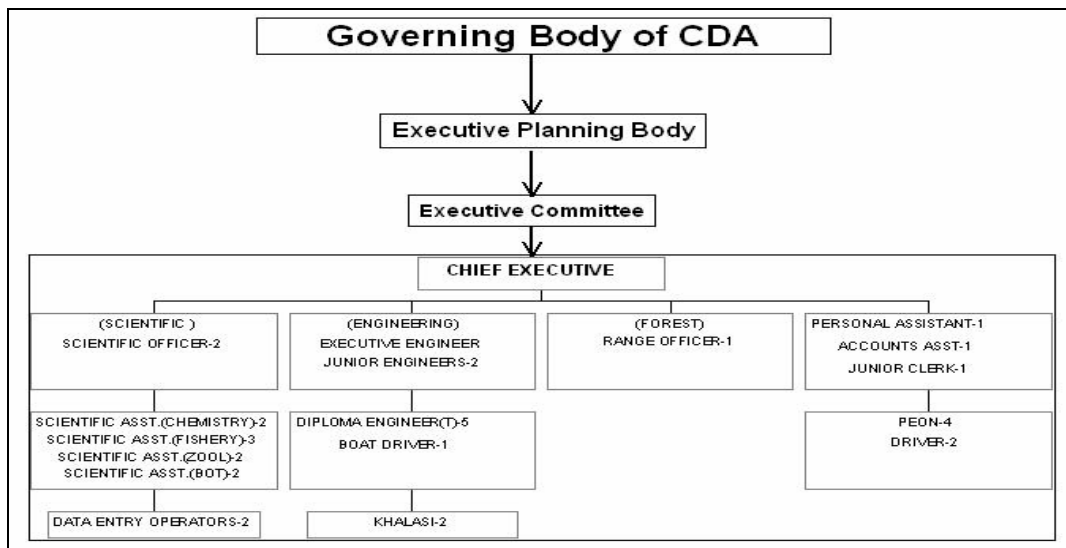 Governing Body of CDA
Executive Planning Body
Executive Committee
CHIEF EXECUTIVE
(SCIENTIFIC )
SCIENTIFIC OFFICER-2
(ENGINEERING)
EXECUTIVE ENGINEER
JUNIOR ENGINEERS-2
(FOREST)
RANGE OFFICER-1
PERSONAL ASSISTANT-1
ACCOUNTS ASST-1
JUNIOR CLERK-1
SCIENTIFIC ASST.(CHEMISTRY)-2
SCIENTIFIC ASST.(FISHERY)-3
SCIENTIFIC ASST.(ZOOL)-2
SCIENTIFIC ASST.(BOT)-2
DIPLOMA ENGINEER(T)-5
BOAT DRIVER-1
PEON-4
DRIVER-2
DATA ENTRY OPERATORS-2
KHALASI-2